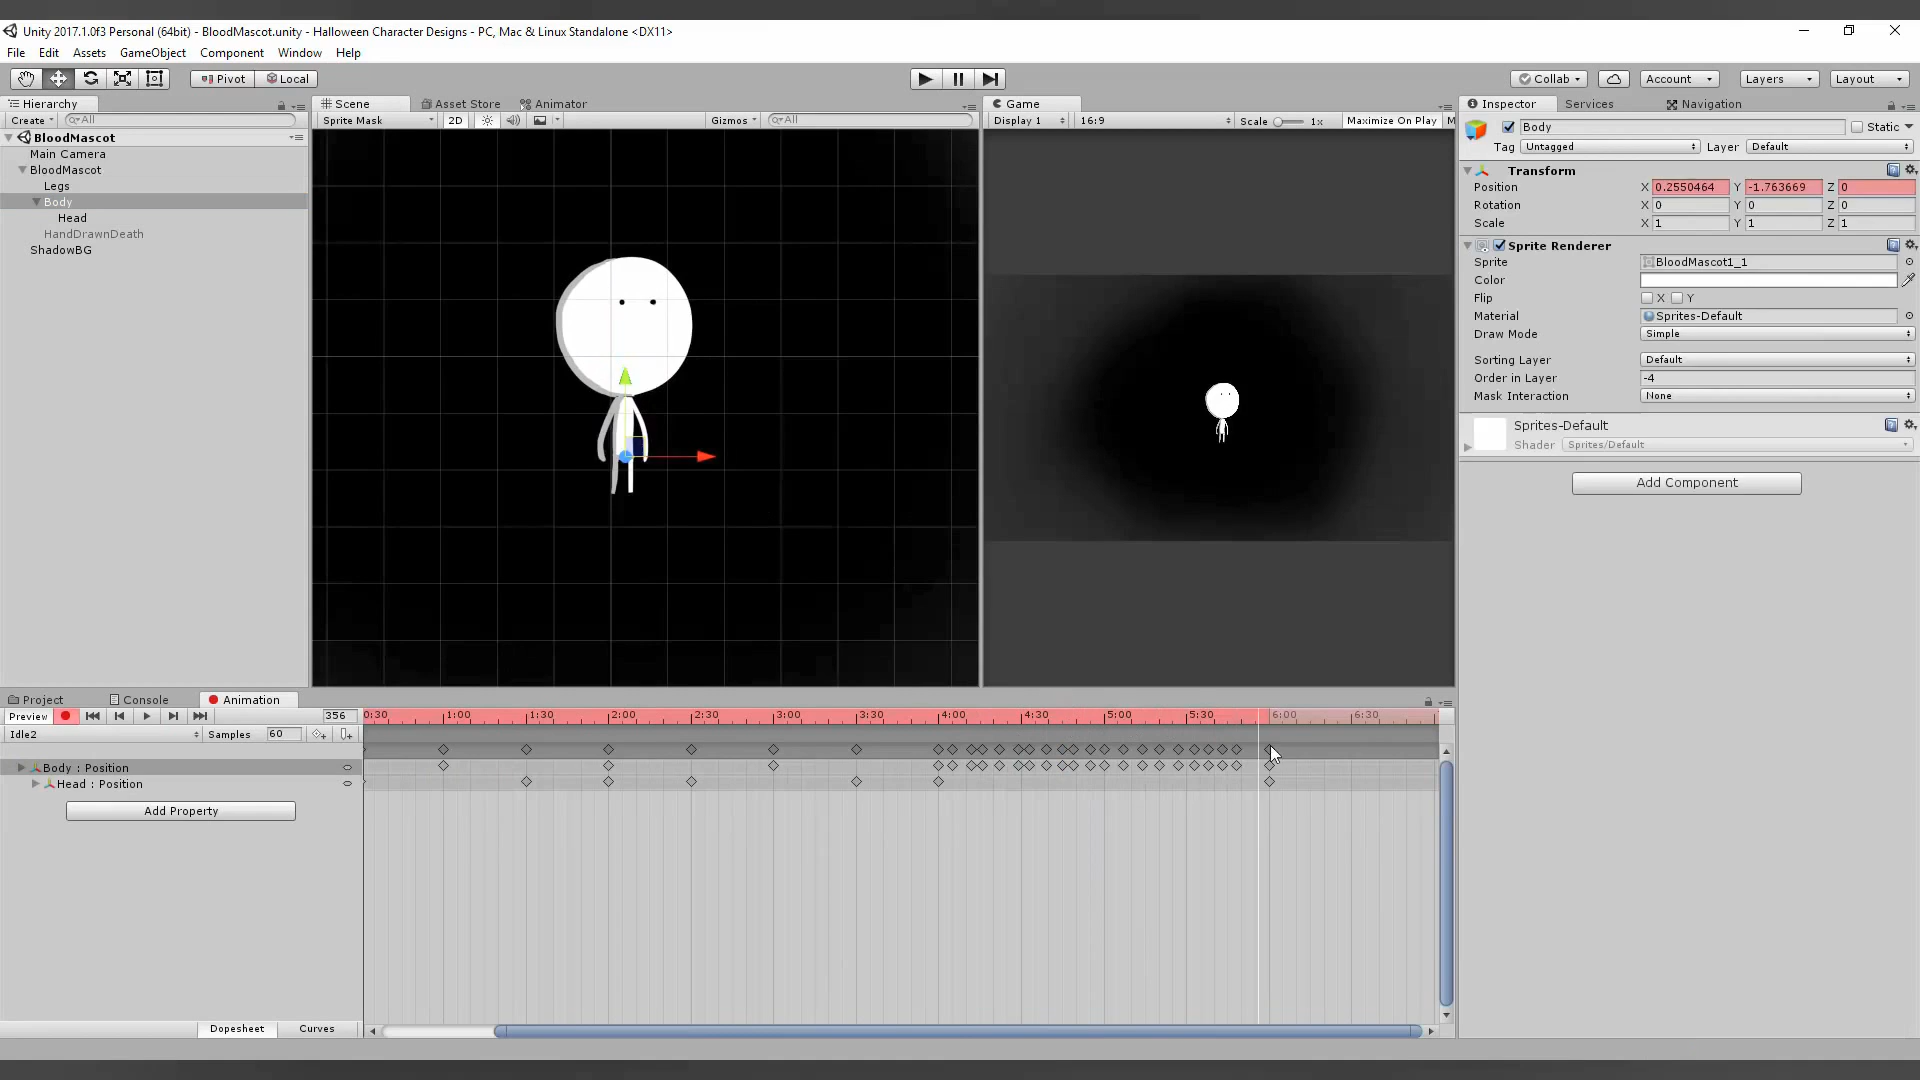 Unity 2017.1.0f3 Personal (64bit) - BloodMascot.unity - Halloween Character Designs - PC, Mac & Linux Standalone <DX11>
File Edit Assets GameObject Component Window Help
Pivot Local Collab Account Layers Layout
Hierarchy Scene Asset Store Animator Game Inspector Services Navigation
Create All Sprite Mask 2D Gizmos All Display 1 16:9 Scale 1x Maximize On Play M
BloodMascot
Main Camera
BloodMascot
Legs
Body
Head
HandDrawnDeath
ShadowBG
Body Static
Tag Untagged Layer Default
Transform
Position X 0.2550464 Y -1.763669 Z 0
Rotation X 0 Y 0 Z 0
Scale X 1 Y 1 Z 1
Sprite Renderer
Sprite BloodMascot1_1
Color
Flip X Y
Material Sprites-Default
Draw Mode Simple
Sorting Layer Default
Order in Layer -4
Mask Interaction None
Sprites-Default
Shader Sprites/Default
Add Component
Project Console Animation
Preview 356 0:30 1:00 1:30 2:00 2:30 3:00 3:30 4:00 4:30 5:00 5:30 6:00 6:30
Idle2 Samples 60
Body : Position
Head : Position
Add Property
Dopesheet Curves